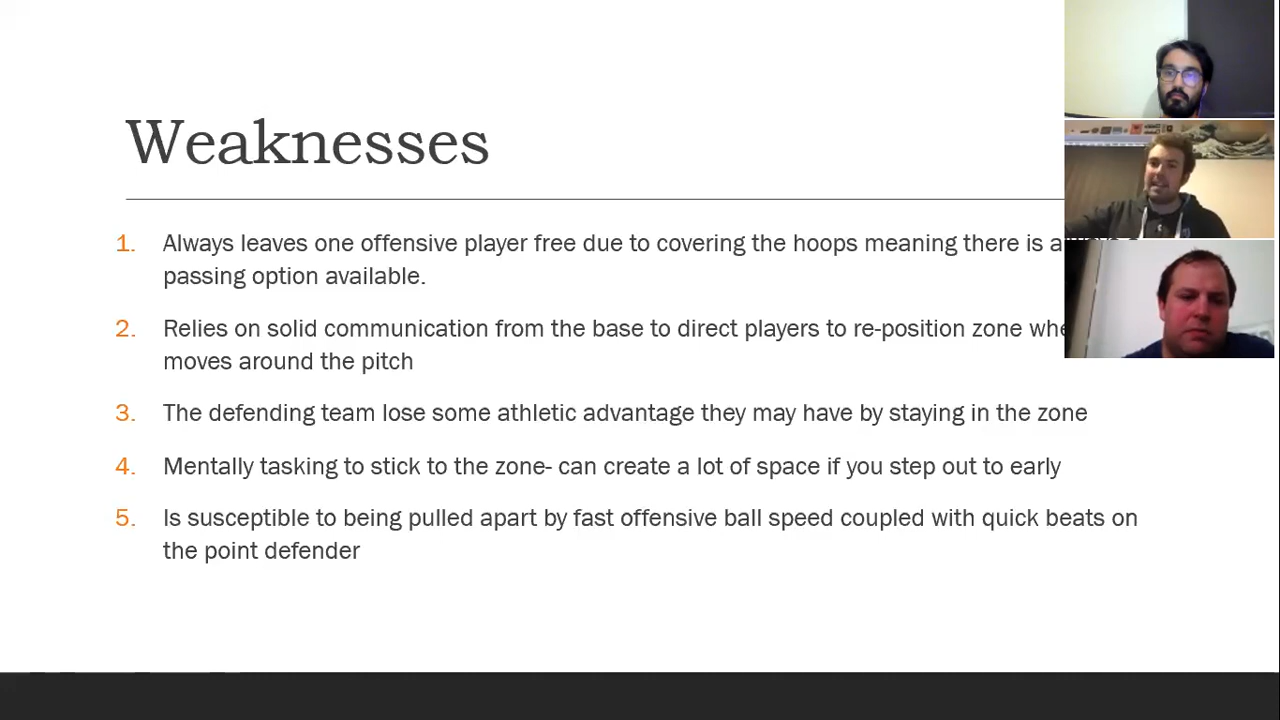 Weaknesses
1. Always leaves one offensive player free due to covering the hoops meaning there is
passing option available.
2. Relies on solid communication from the base to direct players to re-position zone
moves around the pitch
3. The defending team lose some athletic advantage they may have by staying in the zone
4. Mentally tasking to stick to the zone- can create a lot of space if you step out to early
5. Is susceptible to being pulled apart by fast offensive ball speed coupled with quick beats on
the point defender